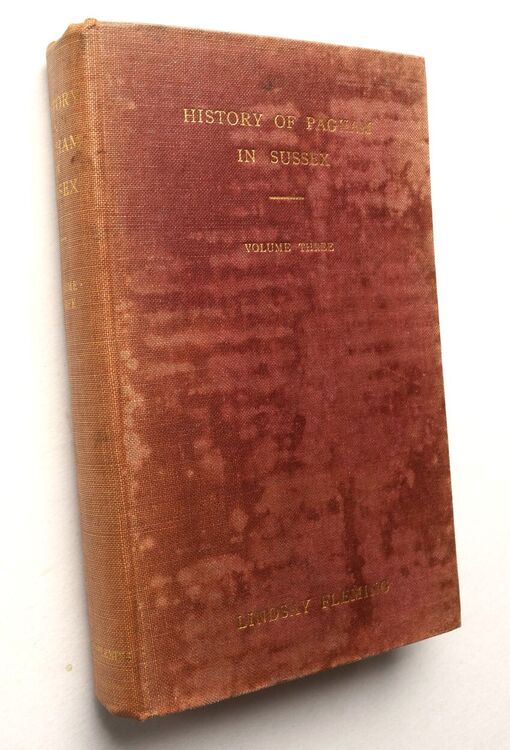 HISTORY OF PAGHAM
IN SUSSEX
VOLUME THREE
LINDSAY FLEMING